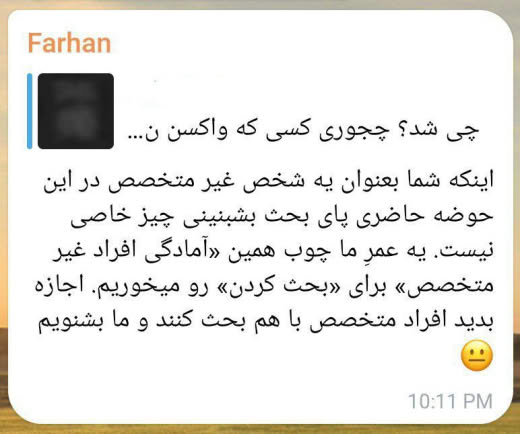 Farhan
چی شد؟ چجوری کسی که واکسن ن...
اینکه شما بعنوان یه شخص غیر متخصص در این
حوضه حاضری پای بحث بشبنینی چیز خاصی
نیست. یه عمرِ ما چوب همین «آمادگی افراد غیر
متخصص» برای «بحث کردن» رو میخوریم. اجازه
بدید افراد متخصص با هم بحث کنند و ما بشنویم
😐
10:11 PM